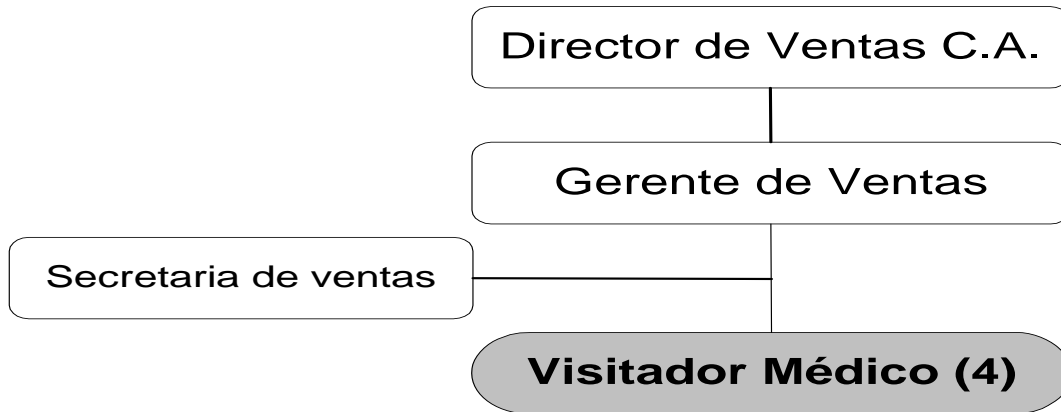 Director de Ventas C.A.
Gerente de Ventas
Secretaria de ventas
Visitador Médico (4)